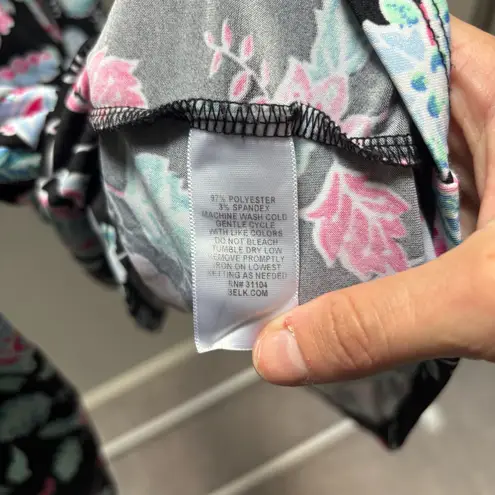 97% POLYESTER
3% SPANDEX
MACHINE WASH COLD
GENTLE CYCLE
WITH LIKE COLORS
DO NOT BLEACH
TUMBLE DRY LOW
REMOVE PROMPTLY
IRON ON LOWEST
SETTING AS NEEDED
RN# 31104
BELK.COM